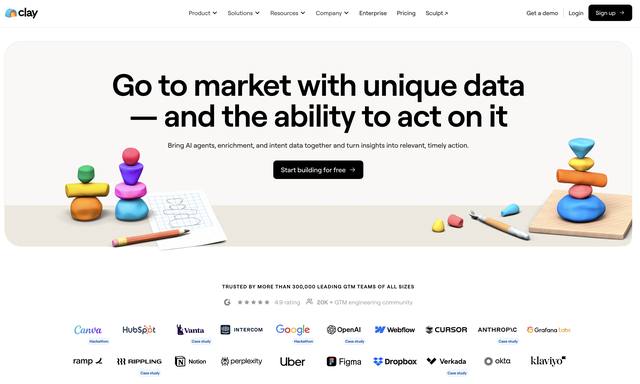 clay
Product Solutions Resources Company Enterprise Pricing Sculpt ↗ Get a demo Login Sign up →
Go to market with unique data
— and the ability to act on it
Bring AI agents, enrichment, and intent data together and turn insights into relevant, timely action.
Start building for free →
TRUSTED BY MORE THAN 300,000 LEADING GTM TEAMS OF ALL SIZES
G ★★★★★ 4.9 rating 20K + GTM engineering community
Canva HubSpot Vanta INTERCOM Google OpenAI Webflow CURSOR ANTHROP\C Grafana Labs
Hackathon Case study Hackathon Case study Case study
ramp RIPPLING Notion perplexity Uber Figma Dropbox Verkada okta klaviyo
Case study Case study